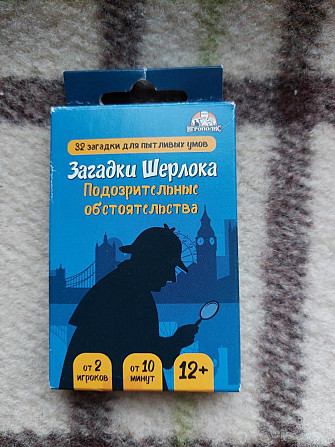 ИГРОПОЛИС
32 загадки для пытливых умов
Загадки Шерлока
Подозрительные
обстоятельства
от 2
игроков
от 10
минут
12+